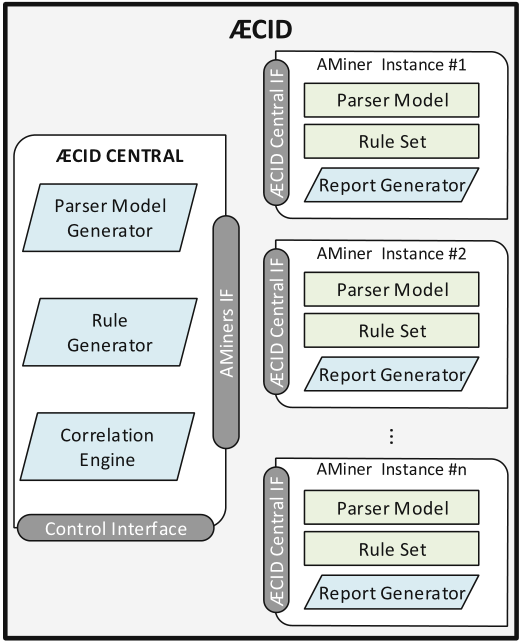 ÆCID
ÆCID CENTRAL
Parser Model
Generator
Rule
Generator
Correlation
Engine
Control Interface
AMiners IF
AMiner Instance #1
ÆCID Central IF
Parser Model
Rule Set
Report Generator
AMiner Instance #2
ÆCID Central IF
Parser Model
Rule Set
Report Generator
⋮
AMiner Instance #n
ÆCID Central IF
Parser Model
Rule Set
Report Generator